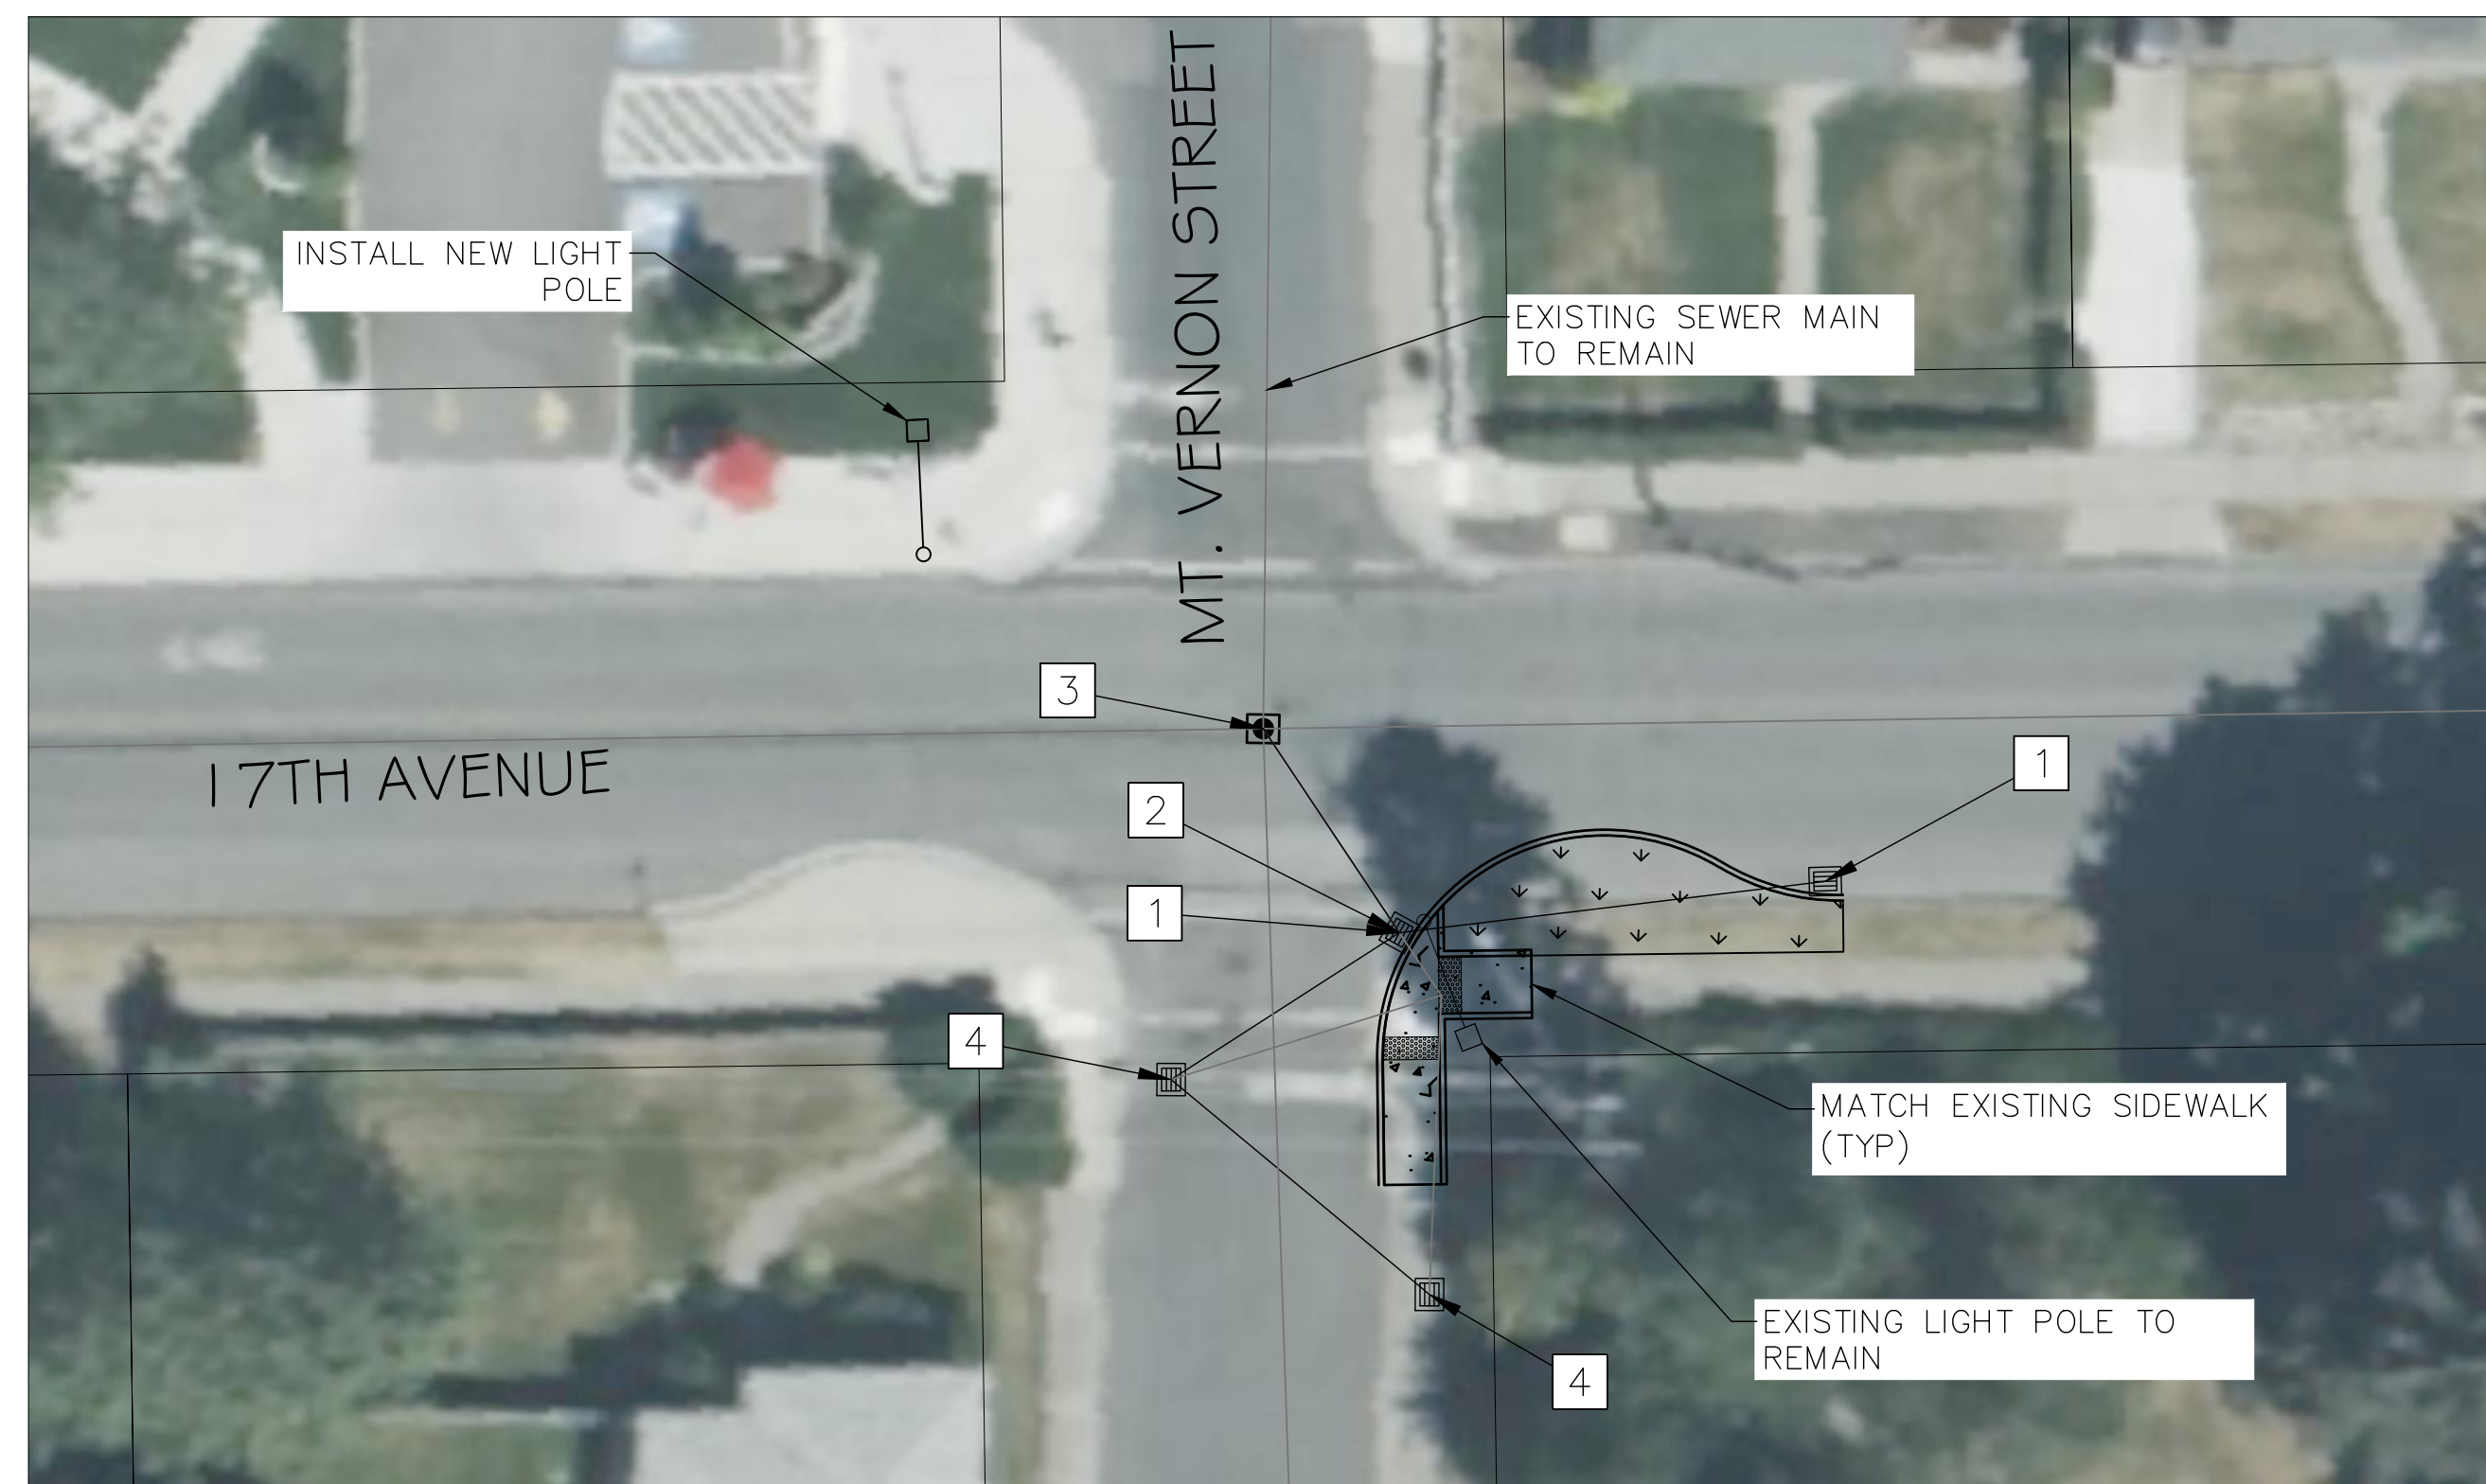 INSTALL NEW LIGHT
POLE
MT. VERNON STREET
EXISTING SEWER MAIN
TO REMAIN
3
17TH AVENUE
1
2
1
4
MATCH EXISTING SIDEWALK
(TYP)
EXISTING LIGHT POLE TO
REMAIN
4